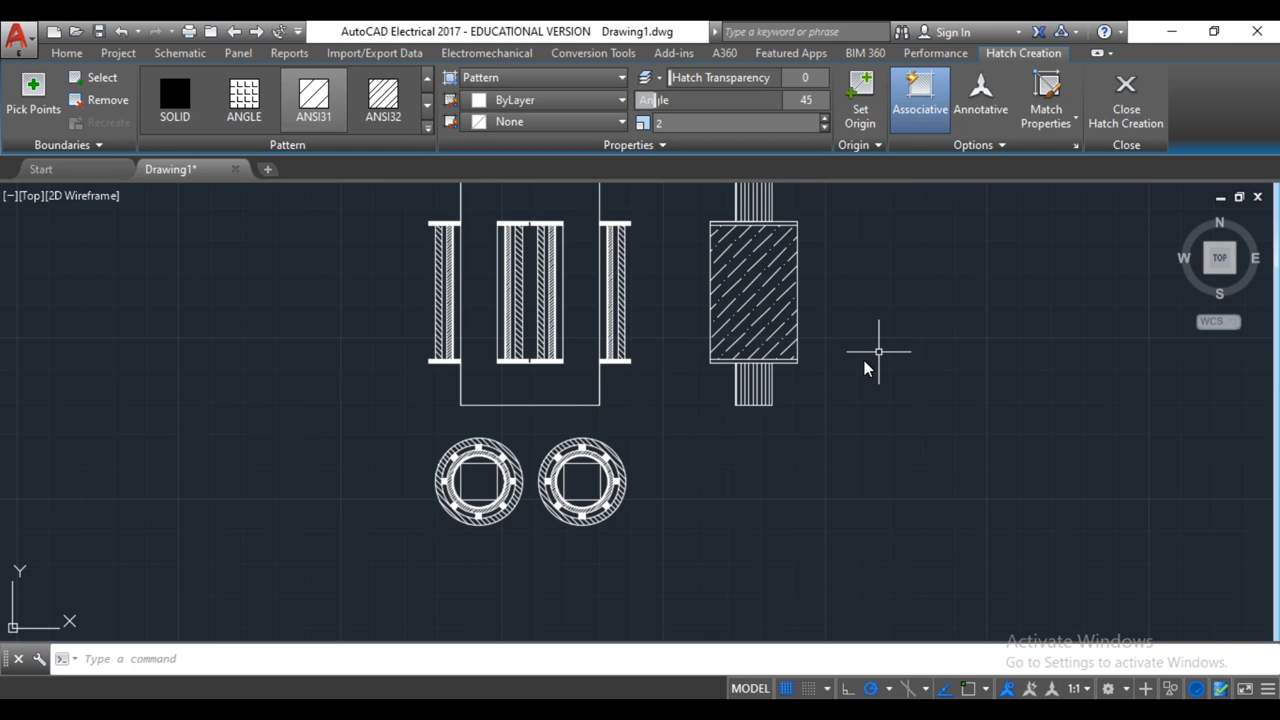 AutoCAD Electrical 2017 - EDUCATIONAL VERSION Drawing1.dwg
Type a keyword or phrase
Sign In
E
Home Project Schematic Panel Reports Import/Export Data Electromechanical Conversion Tools Add-ins A360 Featured Apps BIM 360 Performance Hatch Creation
Pick Points
Select
Remove
Recreate
Boundaries
SOLID
ANGLE
ANSI31
ANSI32
Pattern
Pattern
ByLayer
None
Hatch Transparency 0
Angle 45
2
Properties
Set
Origin
Origin
Associative
Annotative
Match
Properties
Options
Close
Hatch Creation
Close
Start Drawing1*
[−][Top][2D Wireframe]
N
W TOP E
S
WCS
Y
X
Activate Windows
Go to Settings to activate Windows.
Type a command
MODEL 1:1